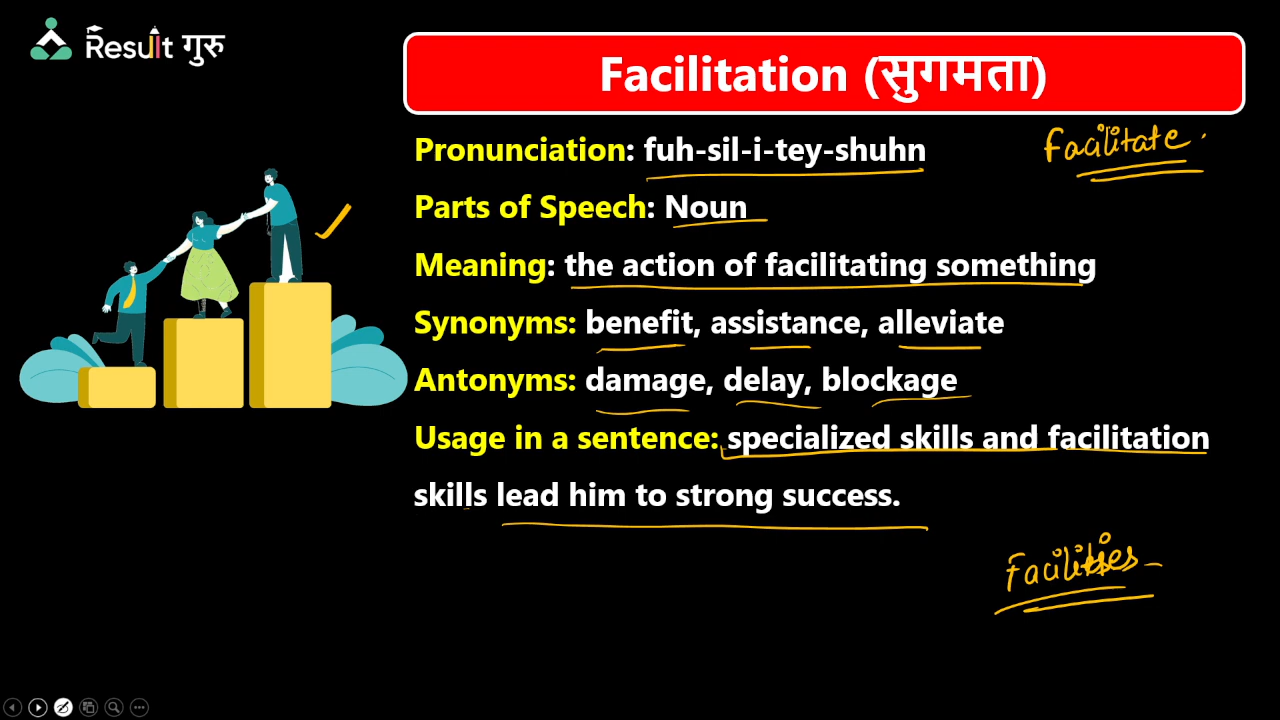 Result गुरु
Facilitation (सुगमता)
Pronunciation: fuh-sil-i-tey-shuhn
Facilitate
Parts of Speech: Noun
Meaning: the action of facilitating something
Synonyms: benefit, assistance, alleviate
Antonyms: damage, delay, blockage
Usage in a sentence: specialized skills and facilitation
skills lead him to strong success.
Facilities